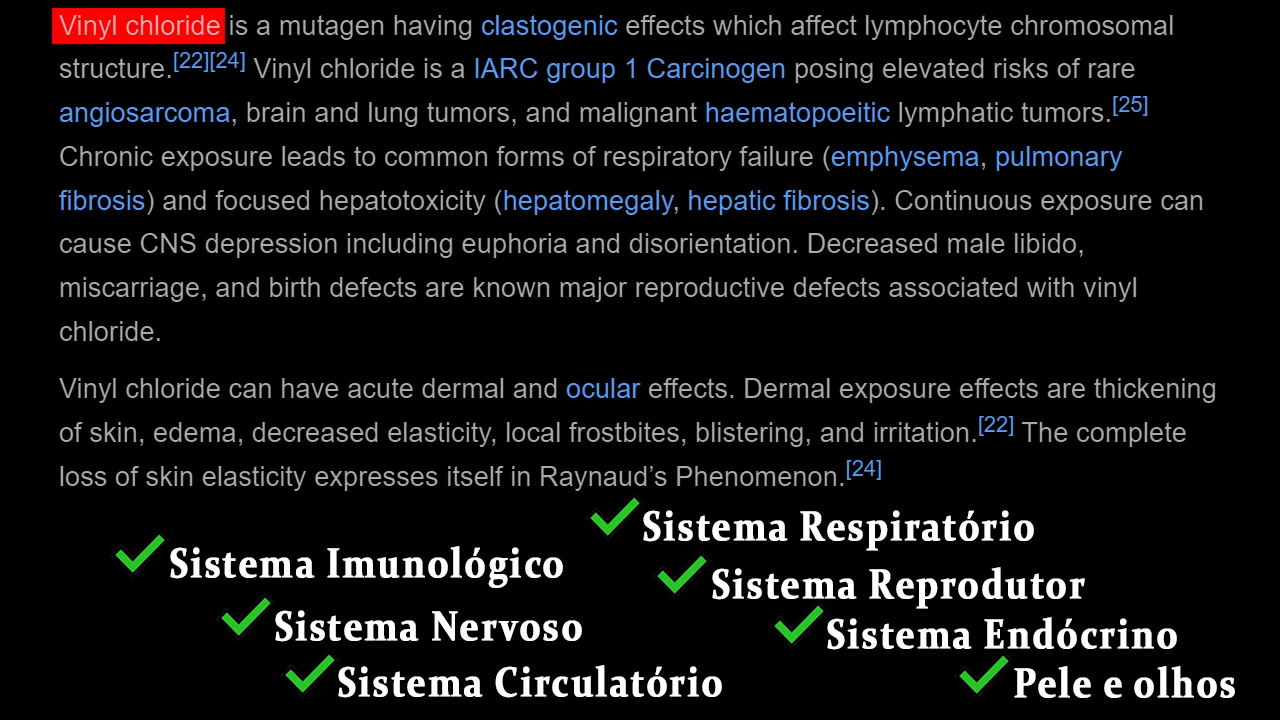 Vinyl chloride is a mutagen having clastogenic effects which affect lymphocyte chromosomal
structure.[22][24] Vinyl chloride is a IARC group 1 Carcinogen posing elevated risks of rare
angiosarcoma, brain and lung tumors, and malignant haematopoeitic lymphatic tumors.[25]
Chronic exposure leads to common forms of respiratory failure (emphysema, pulmonary
fibrosis) and focused hepatotoxicity (hepatomegaly, hepatic fibrosis). Continuous exposure can
cause CNS depression including euphoria and disorientation. Decreased male libido,
miscarriage, and birth defects are known major reproductive defects associated with vinyl
chloride.
Vinyl chloride can have acute dermal and ocular effects. Dermal exposure effects are thickening
of skin, edema, decreased elasticity, local frostbites, blistering, and irritation.[22] The complete
loss of skin elasticity expresses itself in Raynaud’s Phenomenon.[24]
Sistema Imunológico
Sistema Nervoso
Sistema Circulatório
Sistema Respiratório
Sistema Reprodutor
Sistema Endócrino
Pele e olhos